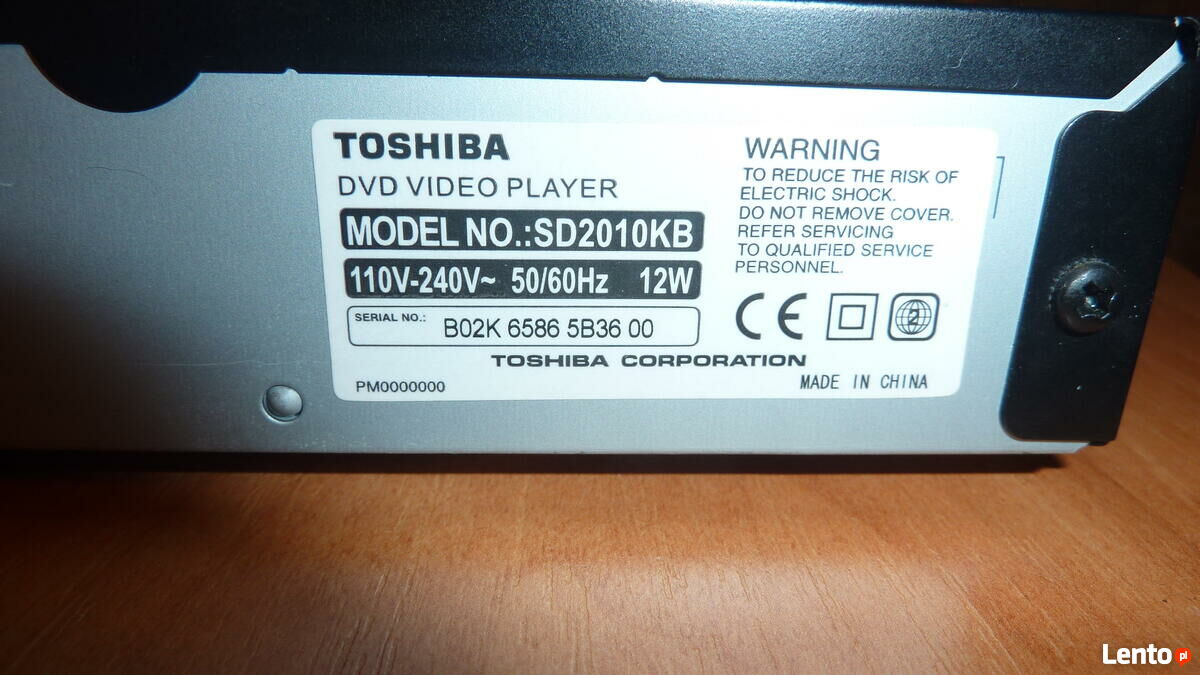 TOSHIBA
DVD VIDEO PLAYER
MODEL NO.:SD2010KB
110V-240V~ 50/60Hz 12W
SERIAL NO.: B02K 6586 5B36 00
TOSHIBA CORPORATION
PM0000000
WARNING
TO REDUCE THE RISK OF
ELECTRIC SHOCK.
DO NOT REMOVE COVER.
REFER SERVICING
TO QUALIFIED SERVICE
PERSONNEL.
CE
2
MADE IN CHINA
Lento pl